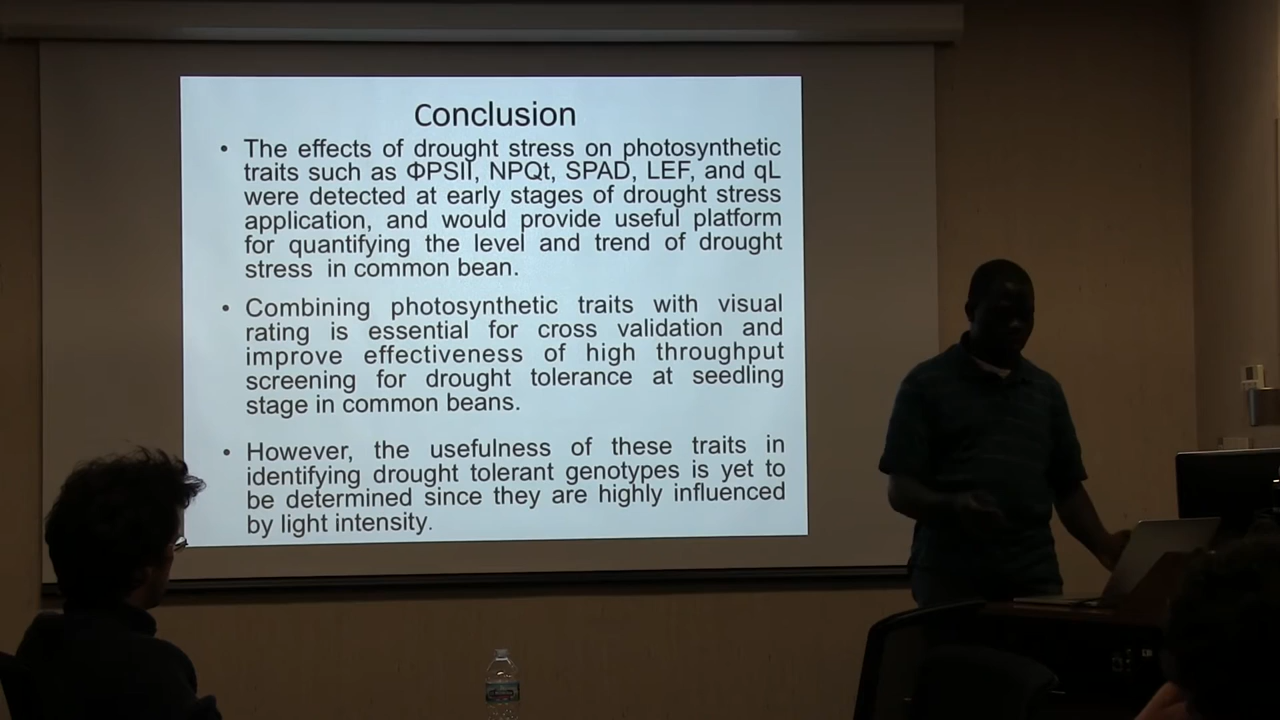 Conclusion
• The effects of drought stress on photosynthetic
traits such as ΦPSII, NPQt, SPAD, LEF, and qL
were detected at early stages of drought stress
application, and would provide useful platform
for quantifying the level and trend of drought
stress in common bean.
• Combining photosynthetic traits with visual
rating is essential for cross validation and
improve effectiveness of high throughput
screening for drought tolerance at seedling
stage in common beans.
• However, the usefulness of these traits in
identifying drought tolerant genotypes is yet to
be determined since they are highly influenced
by light intensity.